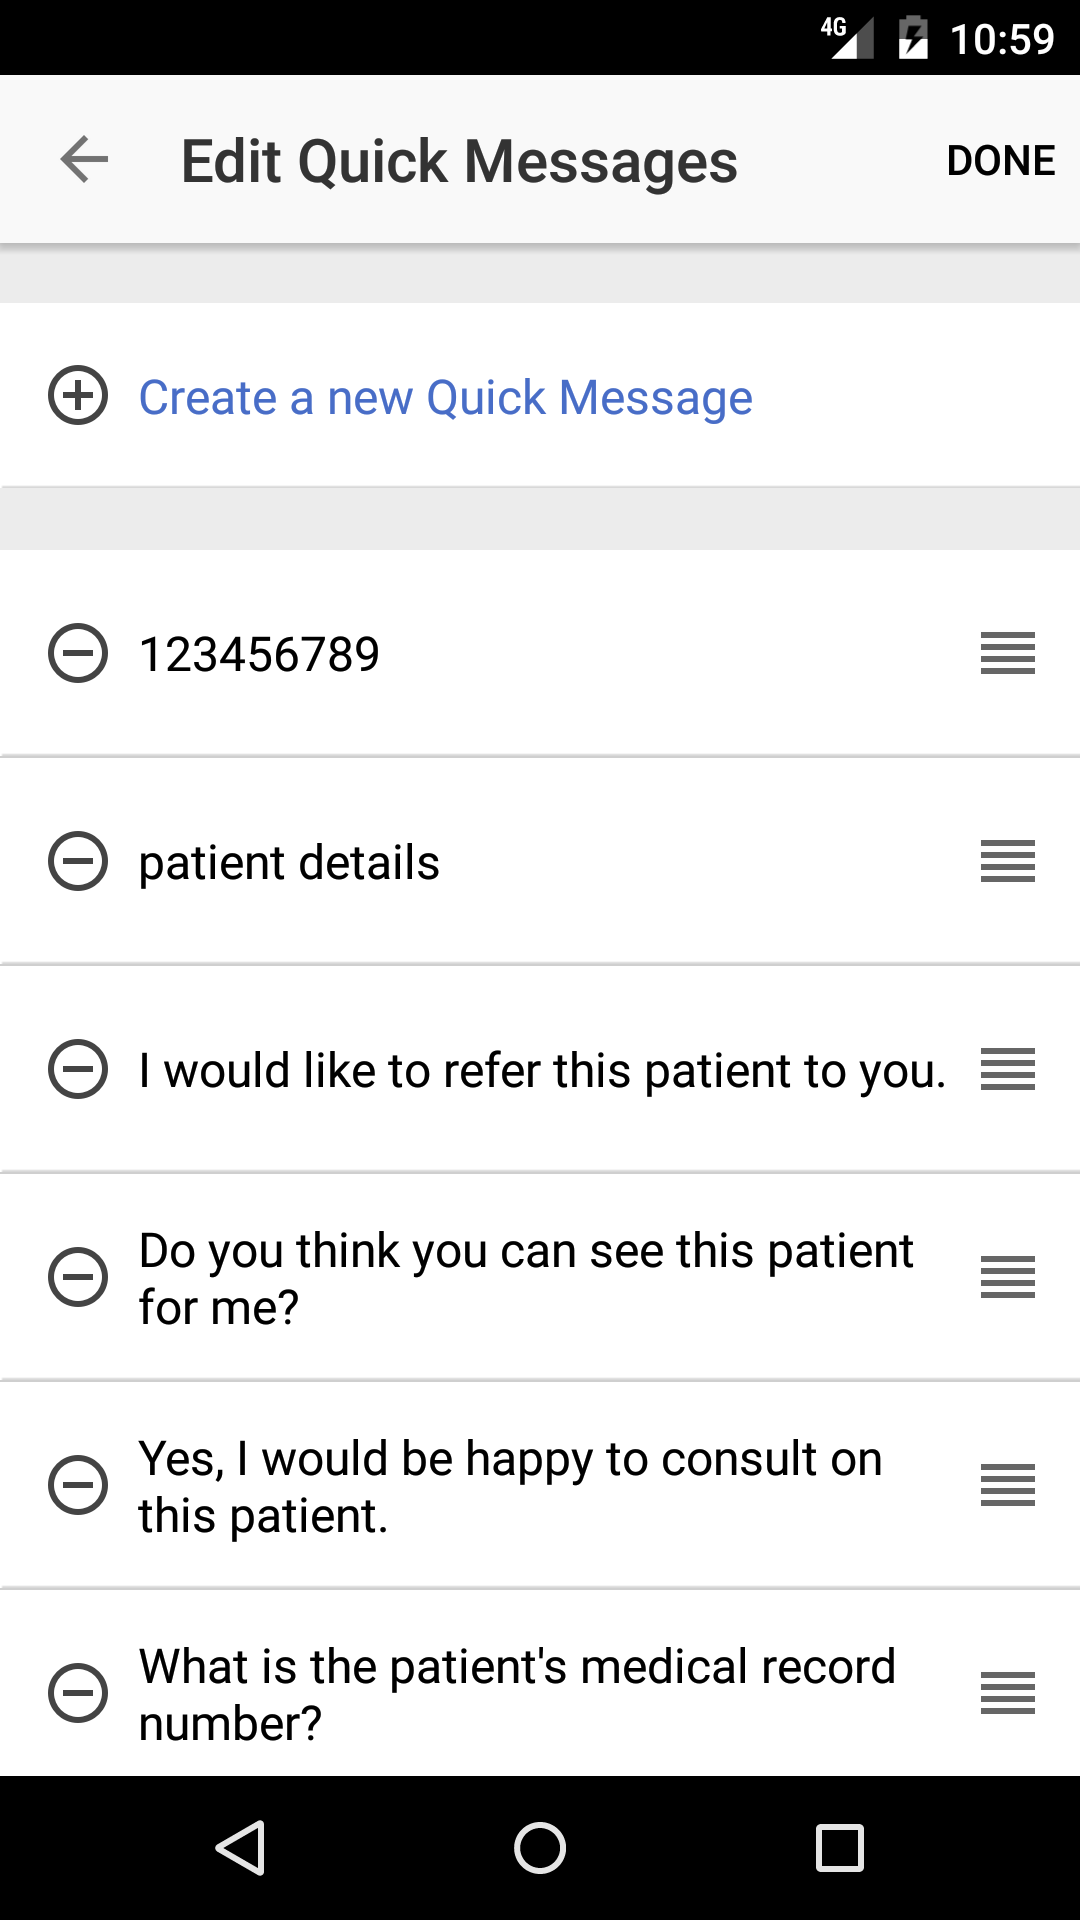 4G 10:59
Edit Quick Messages DONE
Create a new Quick Message
123456789
patient details
I would like to refer this patient to you.
Do you think you can see this patient
for me?
Yes, I would be happy to consult on
this patient.
What is the patient's medical record
number?